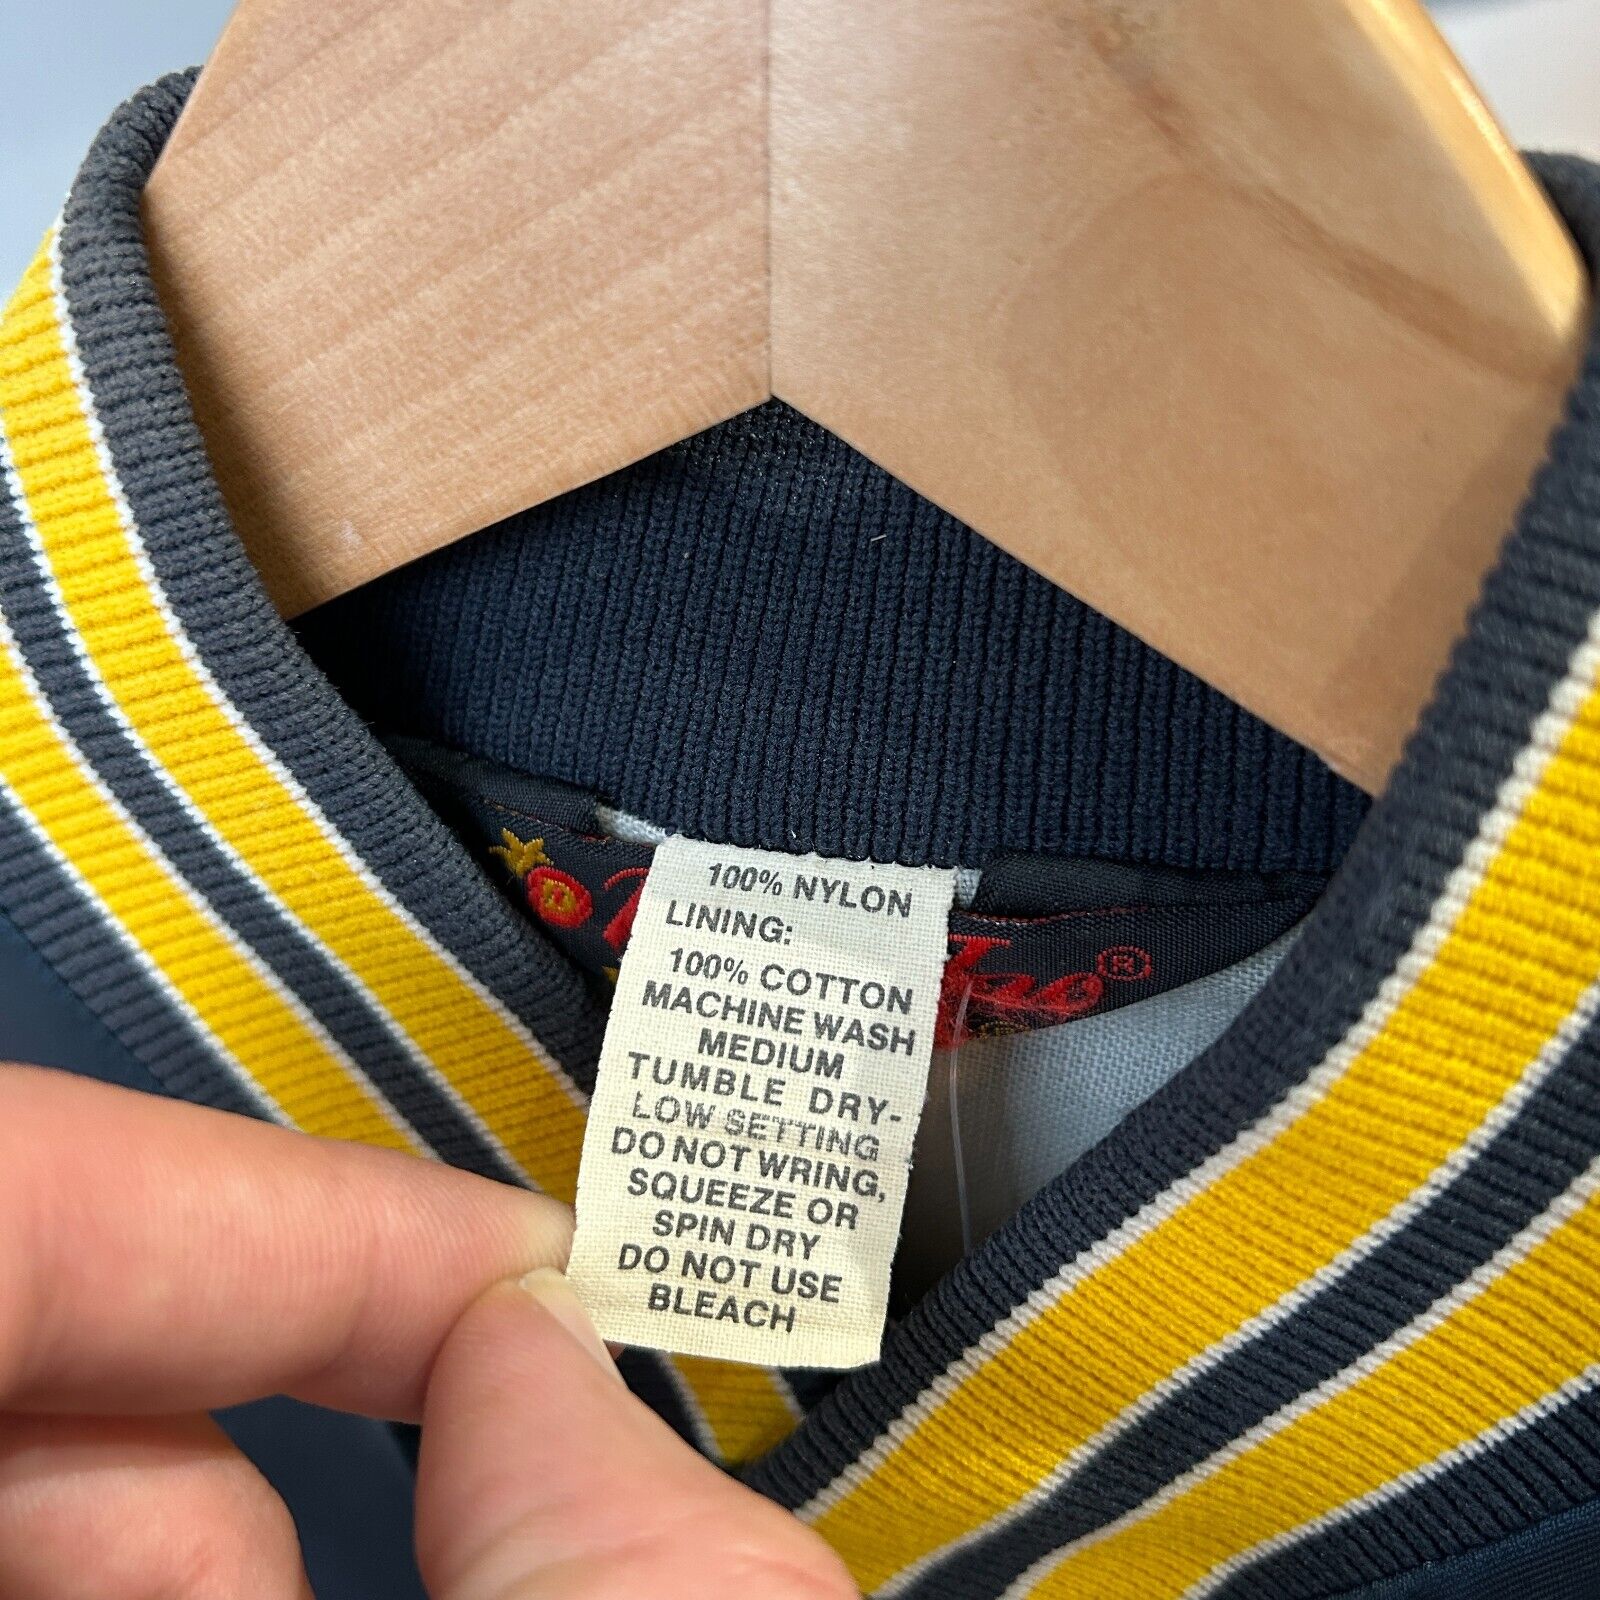 100% NYLON
LINING:
100% COTTON
MACHINE WASH
MEDIUM
TUMBLE DRY-
LOW SETTING
DO NOT WRING,
SQUEEZE OR
SPIN DRY
DO NOT USE
BLEACH
D
®